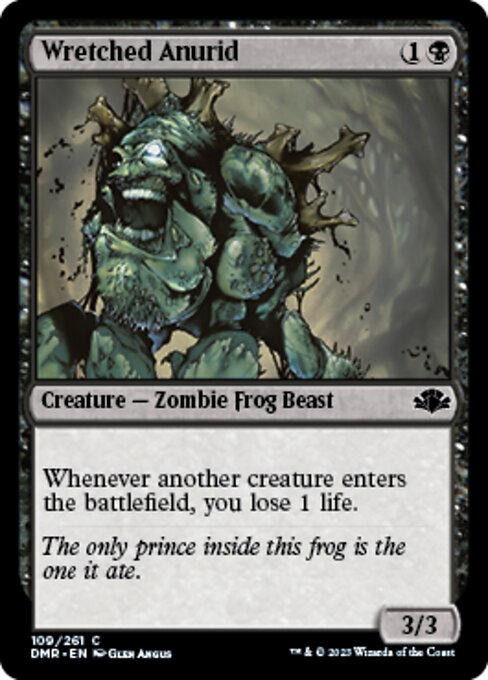 Wretched Anurid 1
Creature — Zombie Frog Beast
Whenever another creature enters
the battlefield, you lose 1 life.
The only prince inside this frog is the
one it ate.
3/3
109/261 C
DMR • EN Glen Angus
™ & © 2023 Wizards of the Coast